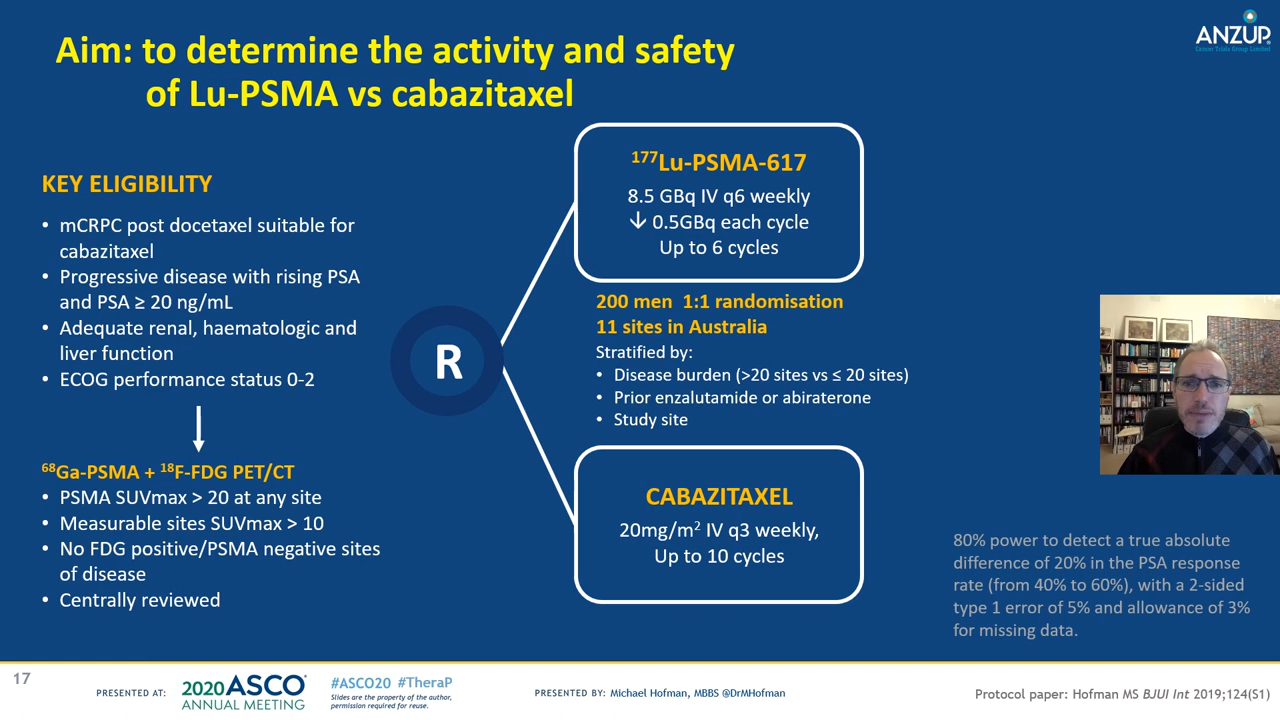 Aim: to determine the activity and safety
of Lu-PSMA vs cabazitaxel
ANZUP
Cancer Trials Group Limited
KEY ELIGIBILITY
• mCRPC post docetaxel suitable for
cabazitaxel
• Progressive disease with rising PSA
and PSA ≥ 20 ng/mL
• Adequate renal, haematologic and
liver function
• ECOG performance status 0-2
⁶⁸Ga-PSMA + ¹⁸F-FDG PET/CT
• PSMA SUVmax > 20 at any site
• Measurable sites SUVmax > 10
• No FDG positive/PSMA negative sites
of disease
• Centrally reviewed
R
¹⁷⁷Lu-PSMA-617
8.5 GBq IV q6 weekly
↓ 0.5GBq each cycle
Up to 6 cycles
200 men 1:1 randomisation
11 sites in Australia
Stratified by:
• Disease burden (>20 sites vs ≤ 20 sites)
• Prior enzalutamide or abiraterone
• Study site
CABAZITAXEL
20mg/m² IV q3 weekly,
Up to 10 cycles
80% power to detect a true absolute
difference of 20% in the PSA response
rate (from 40% to 60%), with a 2-sided
type 1 error of 5% and allowance of 3%
for missing data.
17
PRESENTED AT:
2020 ASCO®
ANNUAL MEETING
#ASCO20 #TheraP
Slides are the property of the author,
permission required for reuse.
PRESENTED BY: Michael Hofman, MBBS @DrMHofman
Protocol paper: Hofman MS BJUI Int 2019;124(S1)